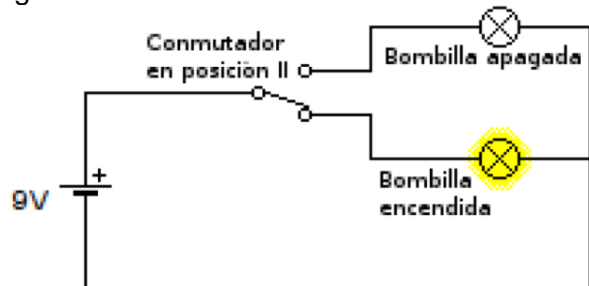 Conmutador
en posición II
Bombilla apagada
+
9V
Bombilla
encendida